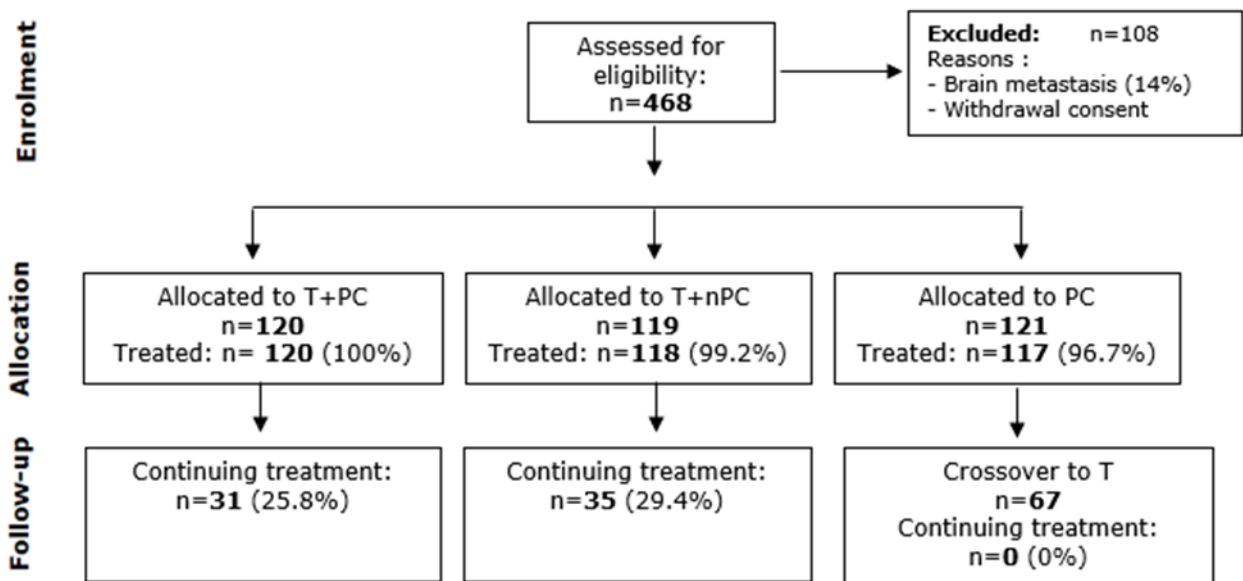 Enrolment
Assessed for
eligibility:
n=468
Excluded: n=108
Reasons :
- Brain metastasis (14%)
- Withdrawal consent
Allocation
Allocated to T+PC
n=120
Treated: n= 120 (100%)
Allocated to T+nPC
n=119
Treated: n=118 (99.2%)
Allocated to PC
n=121
Treated: n=117 (96.7%)
Follow-up
Continuing treatment:
n=31 (25.8%)
Continuing treatment:
n=35 (29.4%)
Crossover to T
n=67
Continuing treatment:
n=0 (0%)